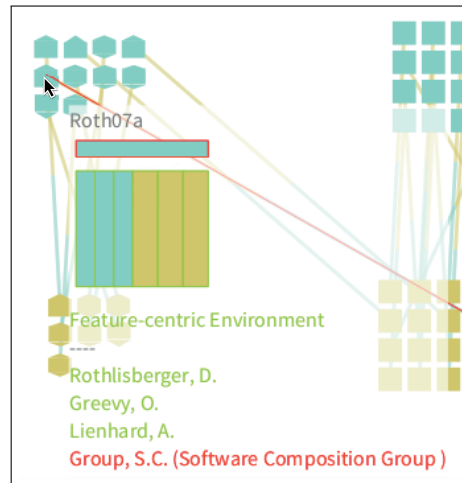 Roth07a
Feature-centric Environment
----
Rothlisberger, D.
Greevy, O.
Lienhard, A.
Group, S.C. (Software Composition Group )